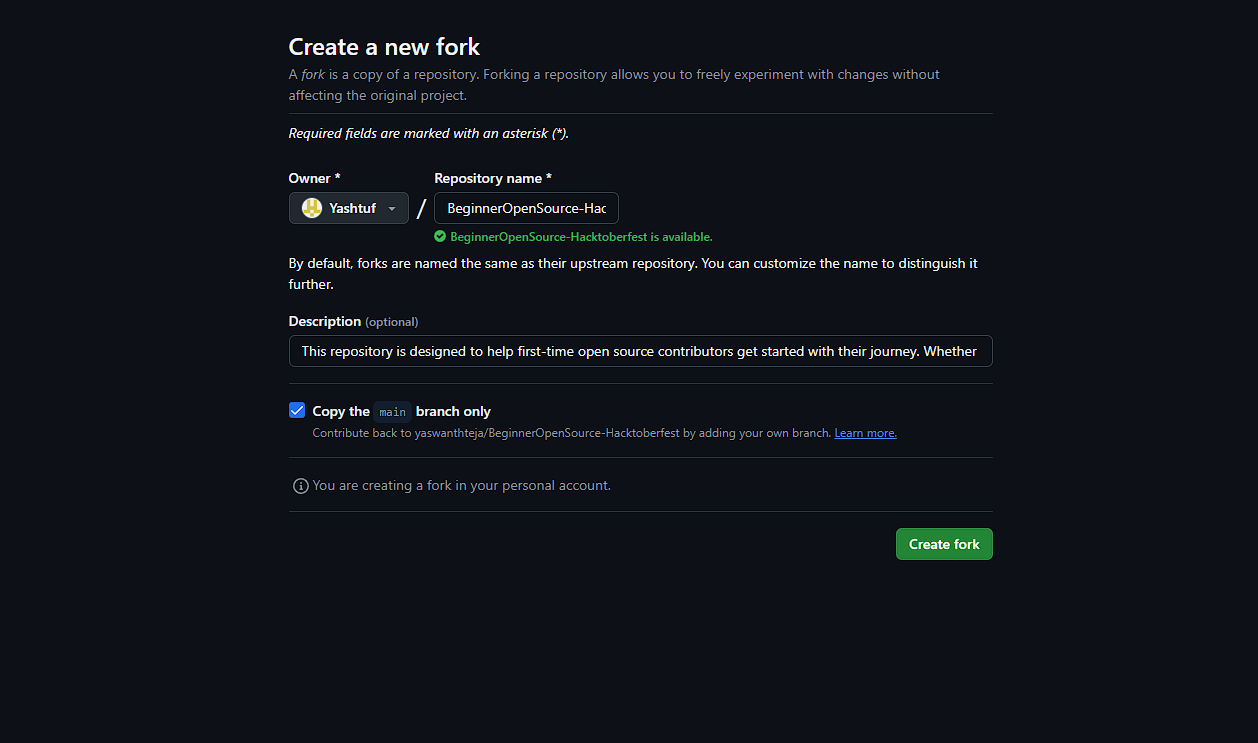 Create a new fork
A fork is a copy of a repository. Forking a repository allows you to freely experiment with changes without
affecting the original project.
Required fields are marked with an asterisk (*).
Owner * Repository name *
Yashtuf / BeginnerOpenSource-Hac
BeginnerOpenSource-Hacktoberfest is available.
By default, forks are named the same as their upstream repository. You can customize the name to distinguish it
further.
Description (optional)
This repository is designed to help first-time open source contributors get started with their journey. Whether
Copy the main branch only
Contribute back to yaswanthteja/BeginnerOpenSource-Hacktoberfest by adding your own branch. Learn more.
You are creating a fork in your personal account.
Create fork